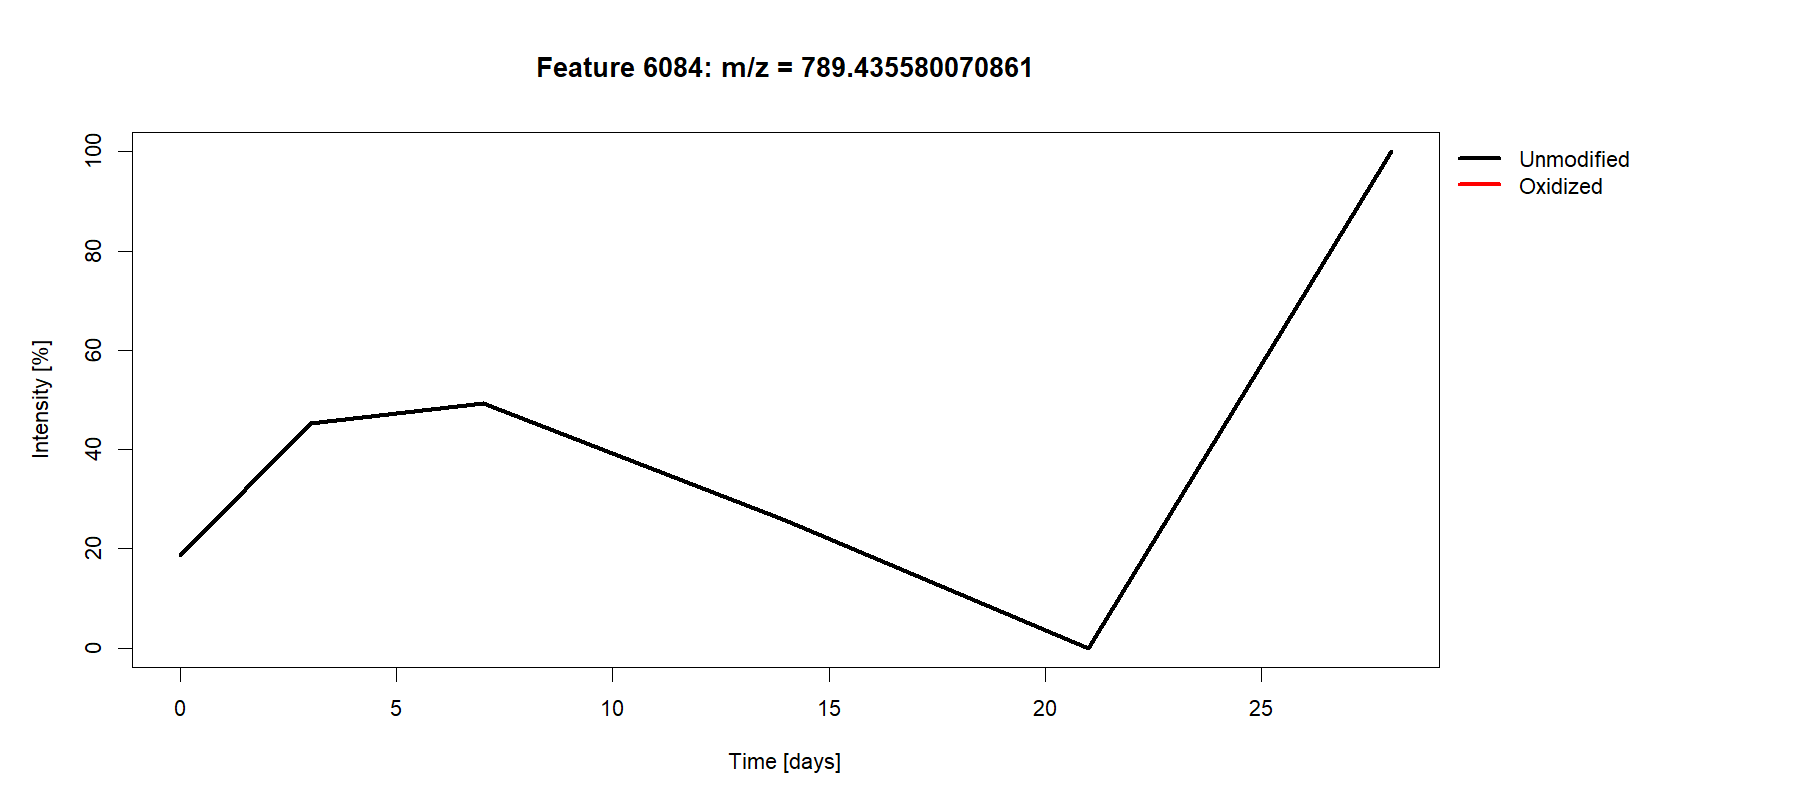 Feature 6084: m/z = 789.435580070861
Unmodified
Oxidized
Intensity [%]
100
80
60
40
20
0
0 5 10 15 20 25
Time [days]